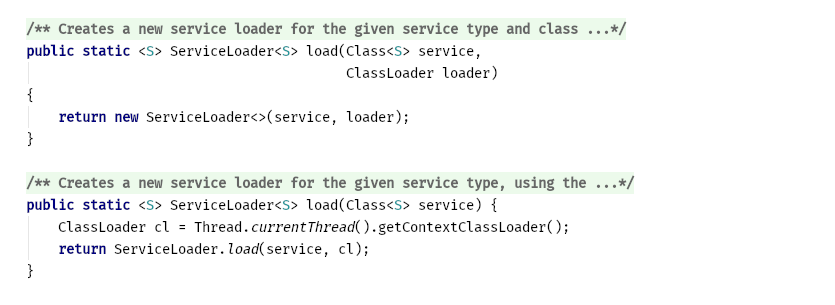 /** Creates a new service loader for the given service type and class ...*/
public static <S> ServiceLoader<S> load(Class<S> service,
                                        ClassLoader loader)
{
    return new ServiceLoader<>(service, loader);
}

/** Creates a new service loader for the given service type, using the ...*/
public static <S> ServiceLoader<S> load(Class<S> service) {
    ClassLoader cl = Thread.currentThread().getContextClassLoader();
    return ServiceLoader.load(service, cl);
}